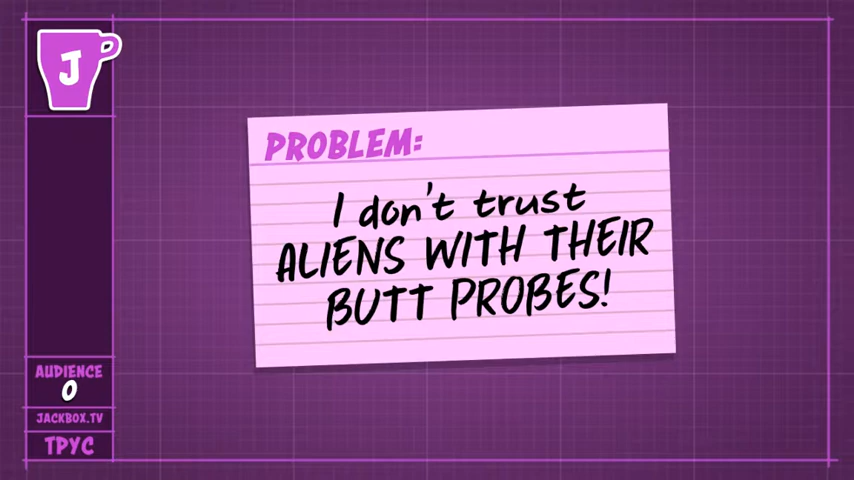 J
PROBLEM:
I don't trust
ALIENS WITH THEIR
BUTT PROBES!
AUDIENCE
0
JACKBOX.TV
TPYC